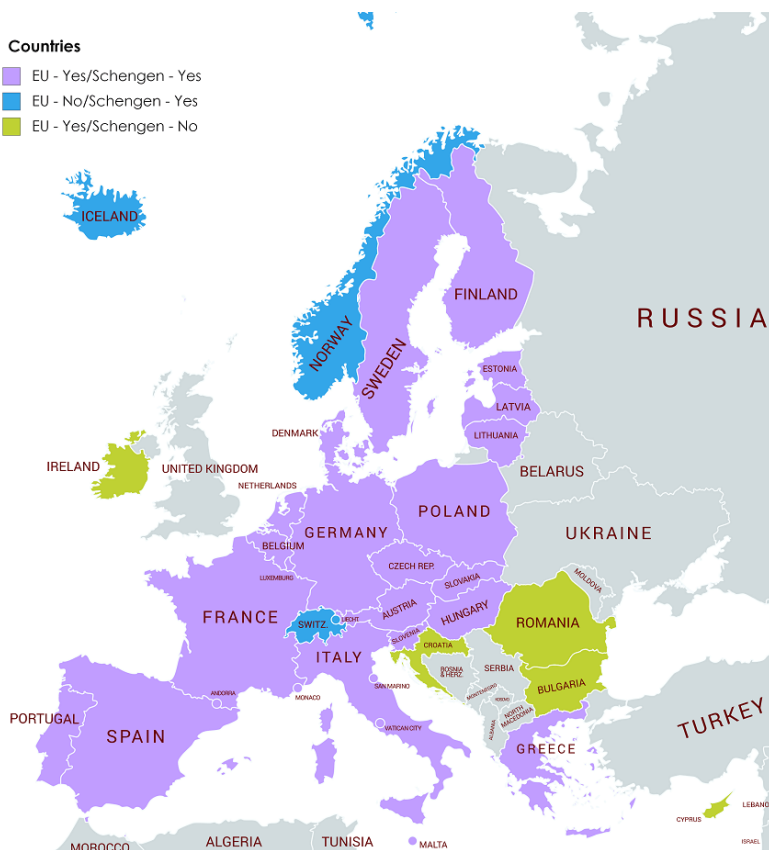 Countries
EU - Yes/Schengen - Yes
EU - No/Schengen - Yes
EU - Yes/Schengen - No
ICELAND
FINLAND
RUSSIA
NORWAY
SWEDEN
ESTONIA
LATVIA
DENMARK
LITHUANIA
IRELAND
UNITED KINGDOM
BELARUS
NETHERLANDS
POLAND
GERMANY
UKRAINE
BELGIUM
CZECH REP.
LUXEMBURG
SLOVAKIA
MOLDOVA
AUSTRIA
HUNGARY
FRANCE
SWITZ.
LIECHT
ROMANIA
SLOVENIA
CROATIA
ITALY
BOSNIA
& HERZ.
SERBIA
SAN MARINO
BULGARIA
ANDORRA
MONACO
MONTENEGRO
KOSOVO
NORTH
MACEDONIA
PORTUGAL
SPAIN
VATICAN CITY
ALBANIA
TURKEY
GREECE
CYPRUS
LEBANO
MOROCCO
ALGERIA
TUNISIA
MALTA
ISRAEL